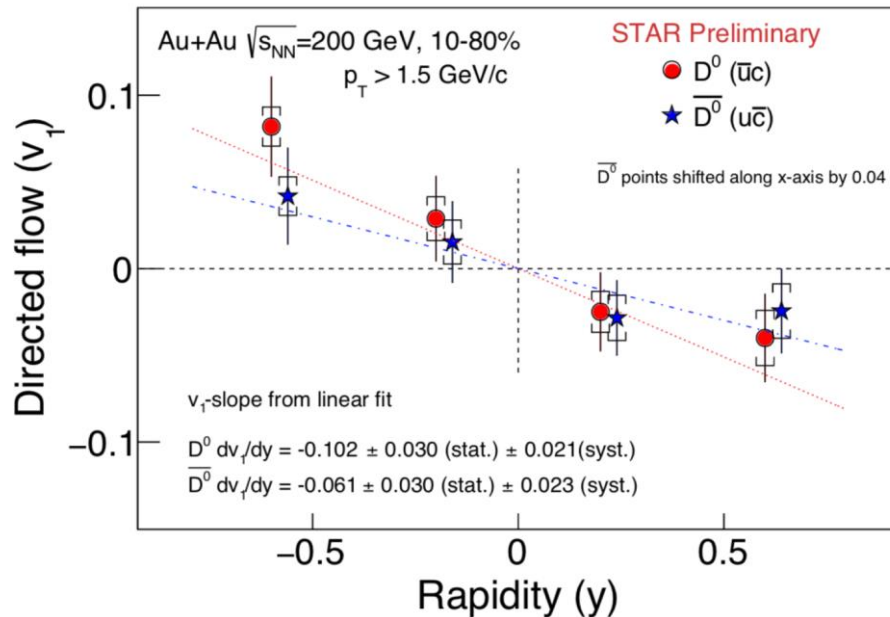 Au+Au √s_NN=200 GeV, 10-80%
p_T > 1.5 GeV/c
STAR Preliminary
D⁰ (u̅c)
D̅⁰ (uc̅)
D̅⁰ points shifted along x-axis by 0.04
Directed flow (v₁)
0.1
0
−0.1
v₁-slope from linear fit
D⁰ dv₁/dy = -0.102 ± 0.030 (stat.) ± 0.021(syst.)
D̅⁰ dv₁/dy = -0.061 ± 0.030 (stat.) ± 0.023 (syst.)
−0.5
0
0.5
Rapidity (y)